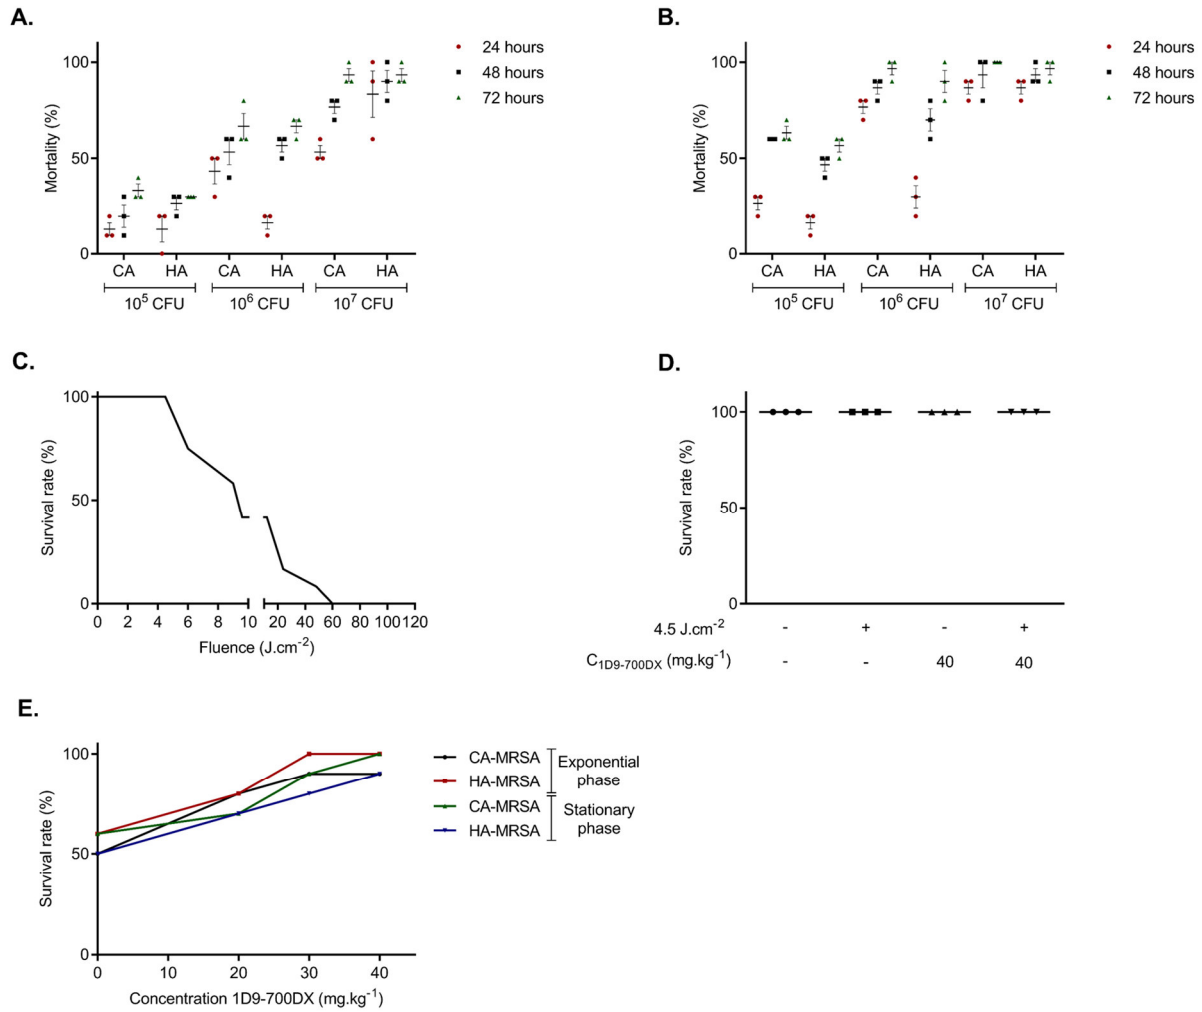 A.
Mortality (%)
100
50
0
CA HA CA HA CA HA
10⁵ CFU 10⁶ CFU 10⁷ CFU
24 hours
48 hours
72 hours
B.
Mortality (%)
100
50
0
CA HA CA HA CA HA
10⁵ CFU 10⁶ CFU 10⁷ CFU
24 hours
48 hours
72 hours
C.
Survival rate (%)
100
50
0
0 2 4 6 8 10 20 40 60 80 100 120
Fluence (J.cm⁻²)
D.
Survival rate (%)
100
50
0
4.5 J.cm⁻² - + - +
C1D9-700DX (mg.kg⁻¹) - - 40 40
E.
Survival rate (%)
100
50
0
0 10 20 30 40
Concentration 1D9-700DX (mg.kg⁻¹)
CA-MRSA
HA-MRSA
Exponential
phase
CA-MRSA
HA-MRSA
Stationary
phase